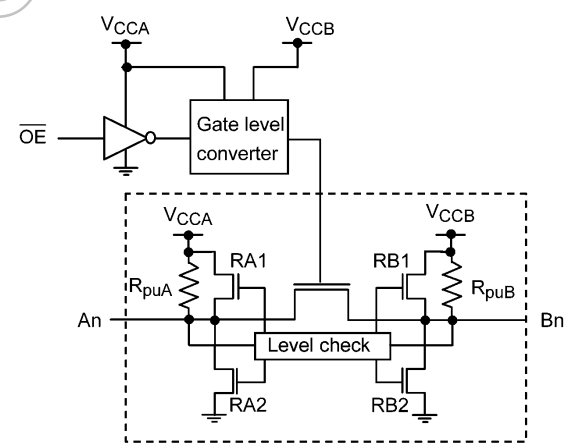 VCCA
VCCB
OE
Gate level
converter
VCCA
VCCB
RA1
RB1
RpuA
RpuB
An
Bn
Level check
RA2
RB2